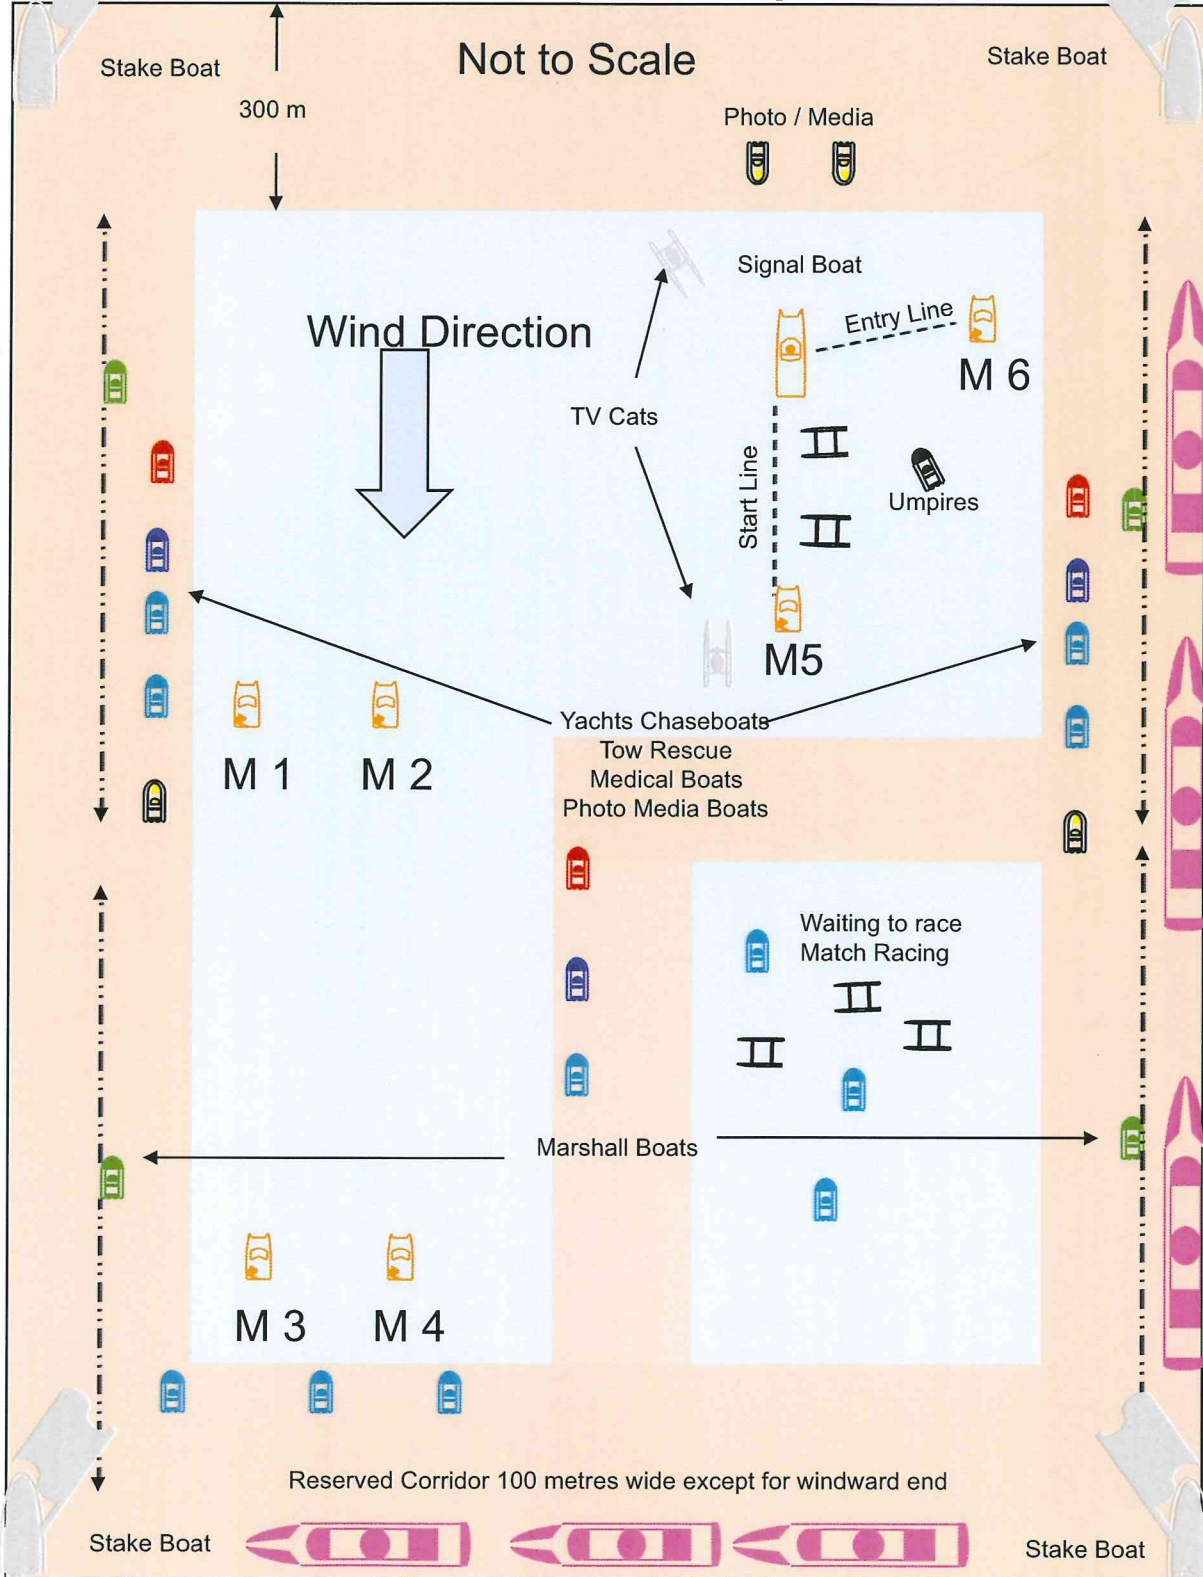 Not to Scale
Stake Boat
Stake Boat
300 m
Photo / Media
Signal Boat
Entry Line
Wind Direction
M 6
TV Cats
Start Line
Umpires
M5
Yachts Chaseboats
Tow Rescue
Medical Boats
Photo Media Boats
M 1
M 2
Waiting to race
Match Racing
Marshall Boats
M 3
M 4
Reserved Corridor 100 metres wide except for windward end
Stake Boat
Stake Boat